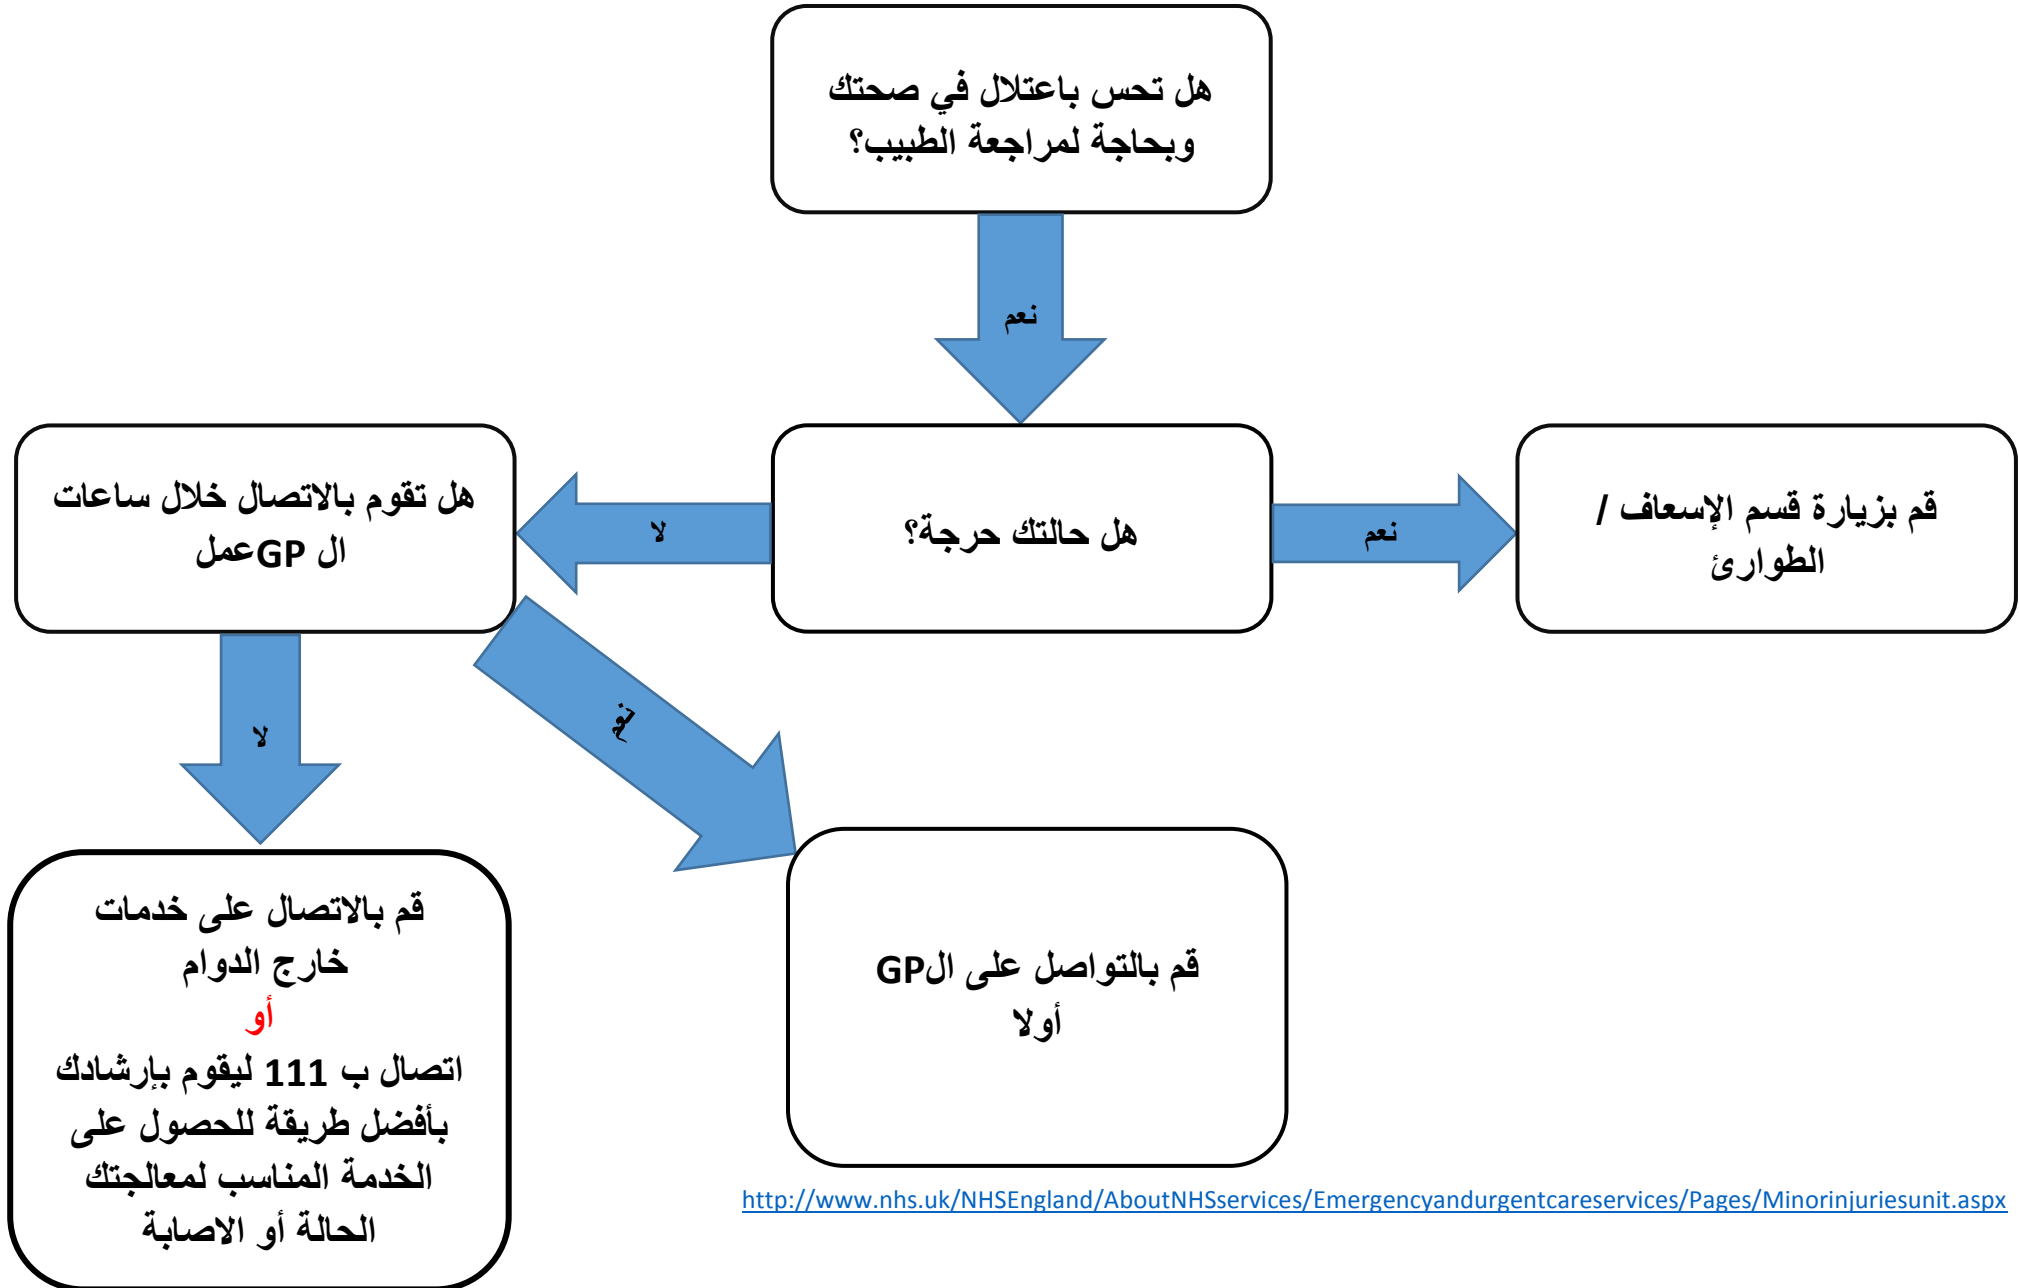 هل تحس باعتلال في صحتك
وبحاجة لمراجعة الطبيب؟
نعم
قم بزيارة قسم الإسعاف /
الطوارئ
نعم
هل حالتك حرجة؟
لا
هل تقوم بالاتصال خلال ساعات
ال GPعمل
نعم
لا
قم بالتواصل على الGP
أولا
قم بالاتصال على خدمات
خارج الدوام
أو
اتصال ب 111 ليقوم بإرشادك
بأفضل طريقة للحصول على
الخدمة المناسب لمعالجتك
الحالة أو الاصابة
http://www.nhs.uk/NHSEngland/AboutNHSservices/Emergencyandurgentcareservices/Pages/Minorinjuriesunit.aspx